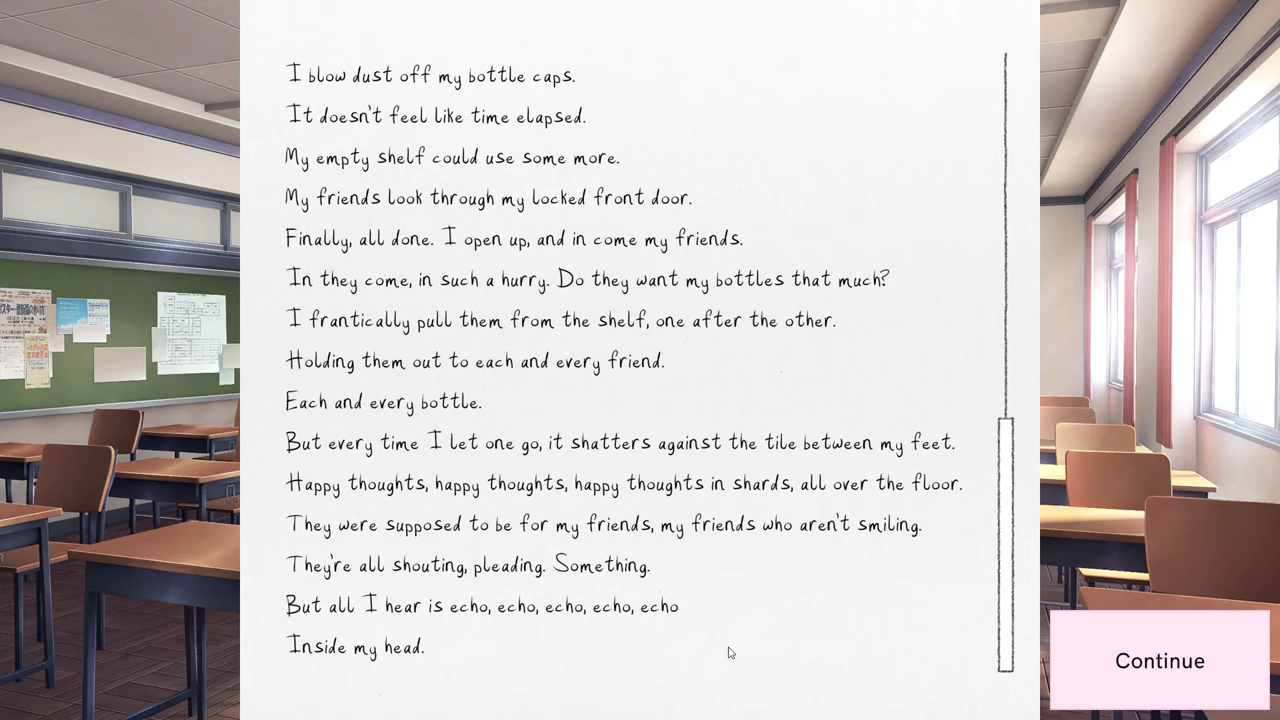 I blow dust off my bottle caps.
It doesn't feel like time elapsed.
My empty shelf could use some more.
My friends look through my locked front door.
Finally, all done. I open up, and in come my friends.
In they come, in such a hurry. Do they want my bottles that much?
I frantically pull them from the shelf, one after the other.
Holding them out to each and every friend.
Each and every bottle.
But every time I let one go, it shatters against the tile between my feet.
Happy thoughts, happy thoughts, happy thoughts in shards, all over the floor.
They were supposed to be for my friends, my friends who aren't smiling.
They're all shouting, pleading. Something.
But all I hear is echo, echo, echo, echo, echo
Inside my head.
Continue